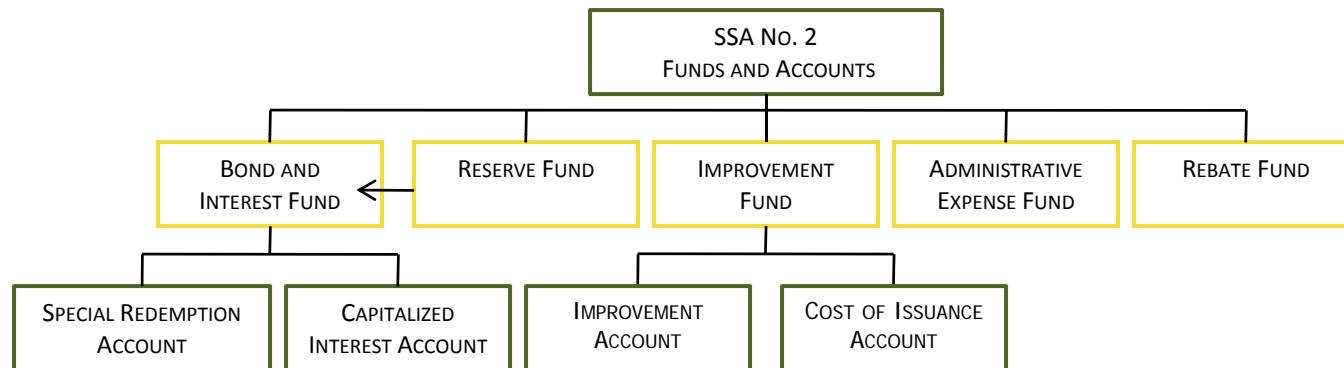 SSA No. 2
Funds and Accounts
Bond and
Interest Fund
Reserve Fund
Improvement
Fund
Administrative
Expense Fund
Rebate Fund
Special Redemption
Account
Capitalized
Interest Account
Improvement
Account
Cost of Issuance
Account